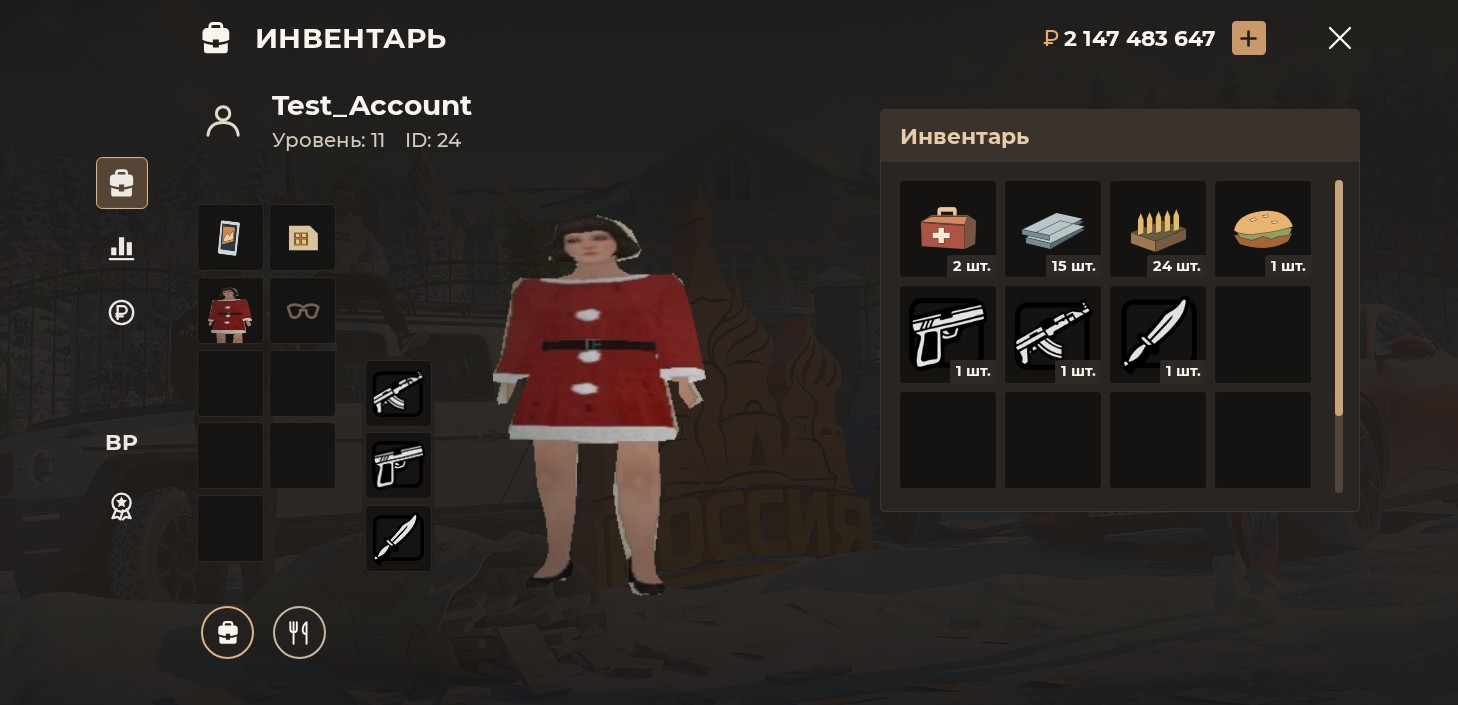 ИНВЕНТАРЬ
₽ 2 147 483 647
Test_Account
Уровень: 11 ID: 24
Инвентарь
2 шт.
15 шт.
24 шт.
1 шт.
1 шт.
1 шт.
1 шт.
BP
РОССИЯ